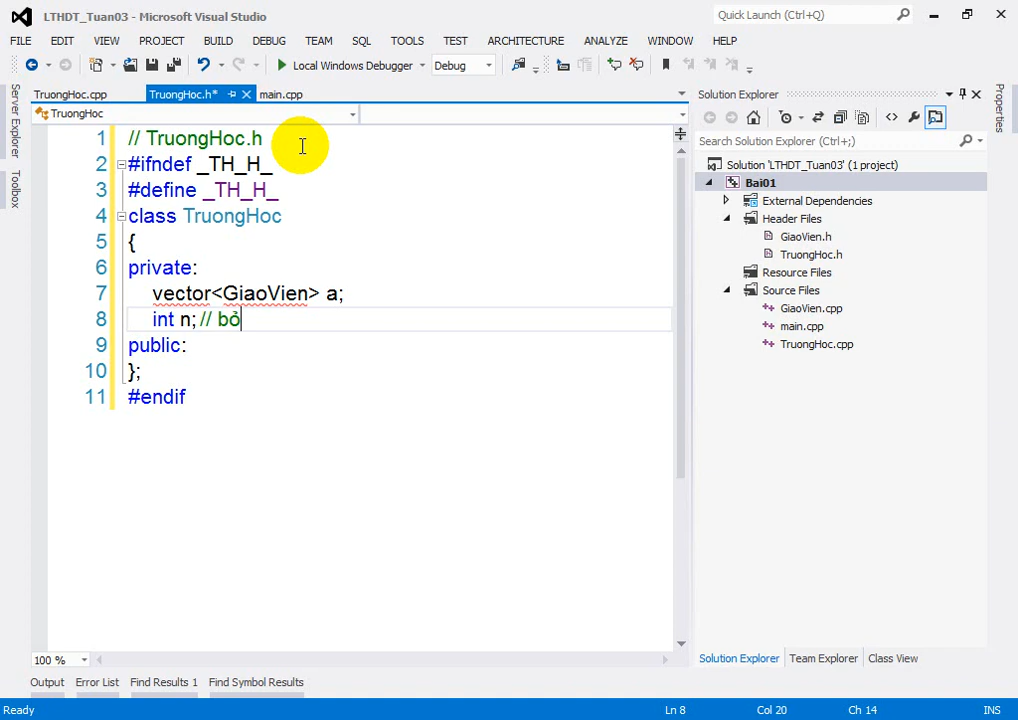 LTHDT_Tuan03 - Microsoft Visual Studio
Quick Launch (Ctrl+Q)
FILE EDIT VIEW PROJECT BUILD DEBUG TEAM SQL TOOLS TEST ARCHITECTURE ANALYZE WINDOW HELP
Local Windows Debugger Debug
Server Explorer
Toolbox
TruongHoc.cpp TruongHoc.h* main.cpp
TruongHoc
1 // TruongHoc.h
2 #ifndef _TH_H_
3 #define _TH_H_
4 class TruongHoc
5 {
6 private:
7 vector<GiaoVien> a;
8 int n; // bỏ
9 public:
10 };
11 #endif
100 %
Solution Explorer
Search Solution Explorer (Ctrl+;)
Solution 'LTHDT_Tuan03' (1 project)
Bai01
External Dependencies
Header Files
GiaoVien.h
TruongHoc.h
Resource Files
Source Files
GiaoVien.cpp
main.cpp
TruongHoc.cpp
Solution Explorer Team Explorer Class View
Properties
Output Error List Find Results 1 Find Symbol Results
Ready Ln 8 Col 20 Ch 14 INS